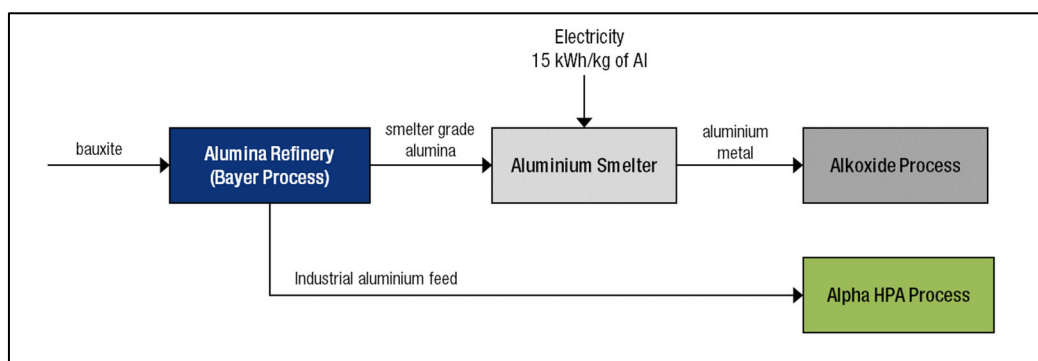 Electricity
15 kWh/kg of Al
bauxite
Alumina Refinery
(Bayer Process)
smelter grade
alumina
Aluminium Smelter
aluminium
metal
Alkoxide Process
Industrial aluminium feed
Alpha HPA Process